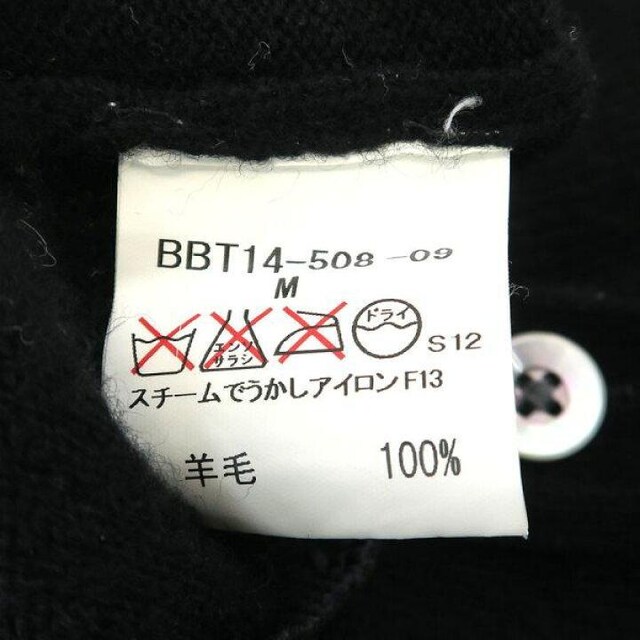 BBT14-508-09
M
エンソ
サラシ
ドライ
S12
スチームでうかしアイロンF13
羊毛 100%